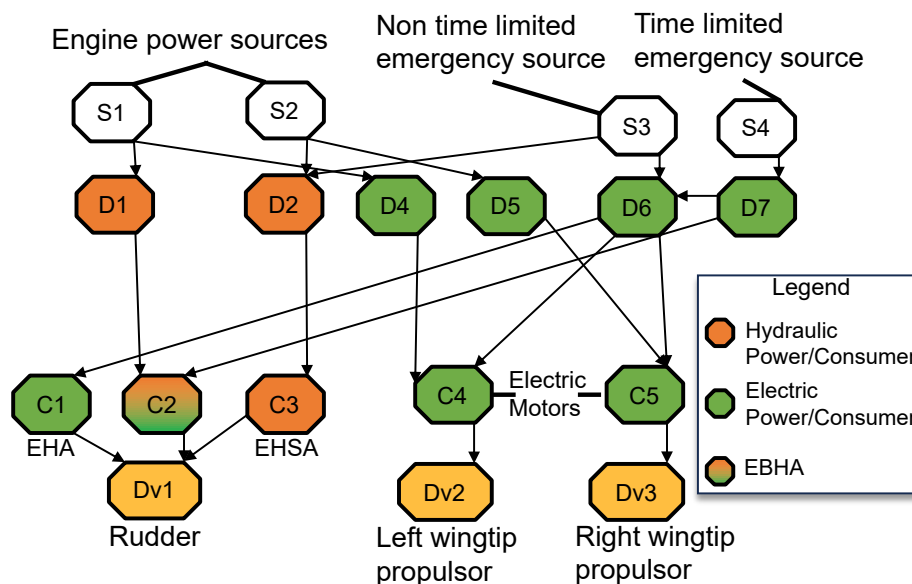 Engine power sources
Non time limited
emergency source
Time limited
emergency source
S1
S2
S3
S4
D1
D2
D4
D5
D6
D7
Legend
Hydraulic
Power/Consumer
Electric
Power/Consumer
EBHA
C1
C2
C3
C4
Electric
Motors
C5
EHA
EHSA
Dv1
Dv2
Dv3
Rudder
Left wingtip
propulsor
Right wingtip
propulsor